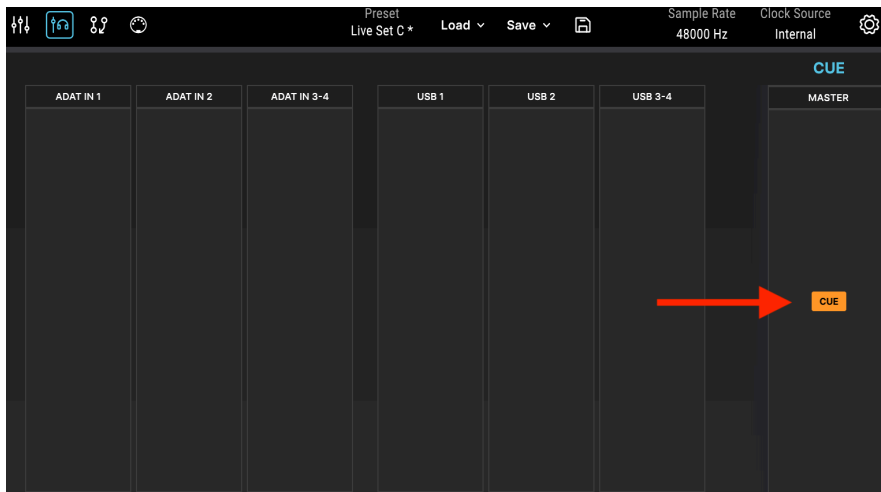 Preset
Live Set C *
Load
Save
Sample Rate
48000 Hz
Clock Source
Internal
CUE
ADAT IN 1
ADAT IN 2
ADAT IN 3-4
USB 1
USB 2
USB 3-4
MASTER
CUE